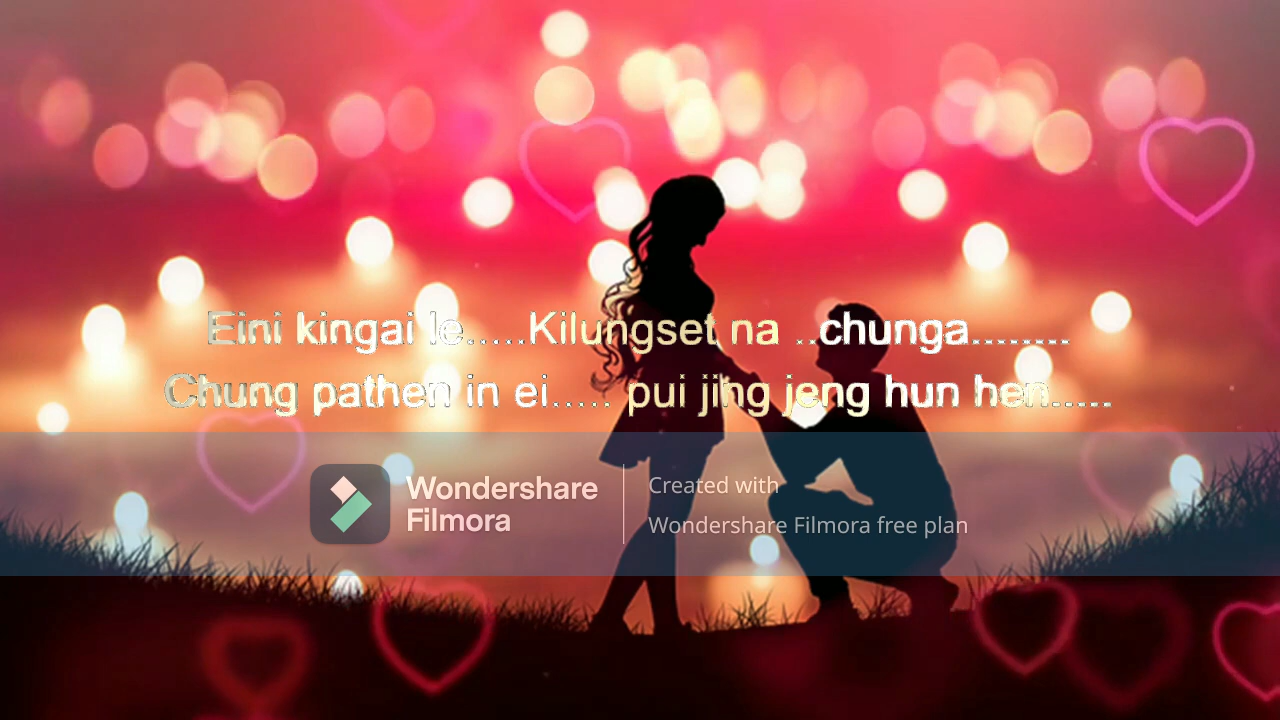 Eini kingai le.....Kilungset na ..chunga........
Chung pathen in ei..... pui jing jeng hun hen.....
Wondershare
Filmora
Created with
Wondershare Filmora free plan